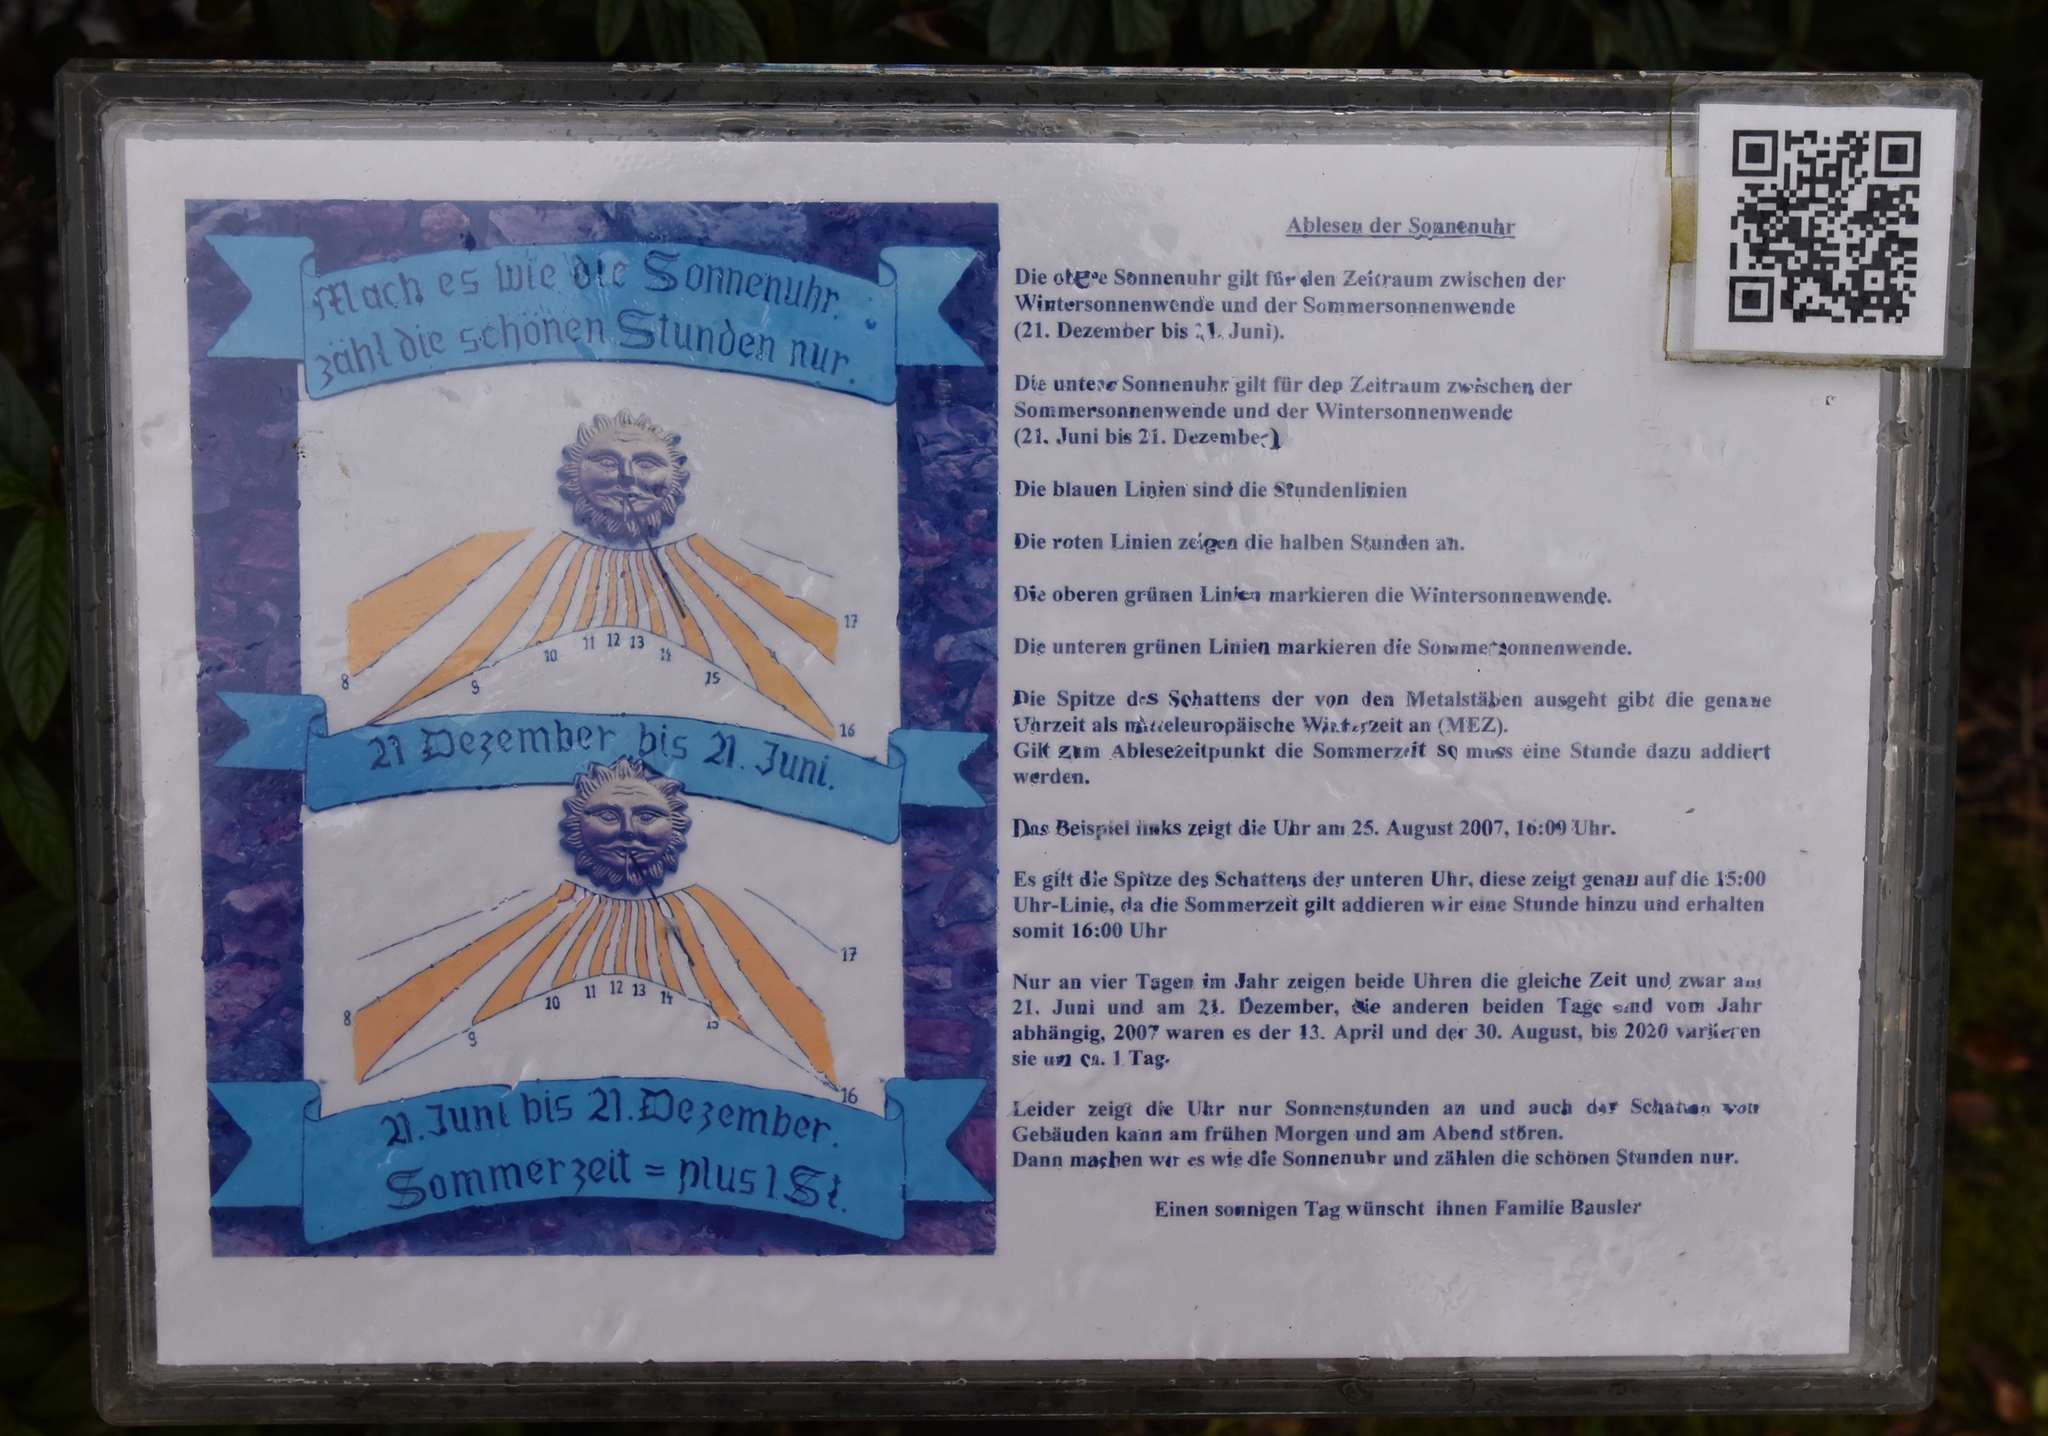 Mach es wie die Sonnenuhr.
zähl die schönen Stunden nur.
8
9
10
11
12
13
14
15
16
17
21 Dezember bis 21. Juni.
8
9
10
11
12
13
14
15
16
17
21. Juni bis 21. Dezember.
Sommerzeit = plus 1 St.
Ablesen der Sonnenuhr
Die obere Sonnenuhr gilt für den Zeitraum zwischen der
Wintersonnenwende und der Sommersonnenwende
(21. Dezember bis 21. Juni).
Die untere Sonnenuhr gilt für den Zeitraum zwischen der
Sommersonnenwende und der Wintersonnenwende
(21. Juni bis 21. Dezember)
Die blauen Linien sind die Stundenlinien
Die roten Linien zeigen die halben Stunden an.
Die oberen grünen Linien markieren die Wintersonnenwende.
Die unteren grünen Linien markieren die Sommersonnenwende.
Die Spitze des Schattens der von den Metalstäben ausgeht gibt die genaue
Uhrzeit als mitteleuropäische Winterzeit an (MEZ).
Gilt zum Ablesezeitpunkt die Sommerzeit so muss eine Stunde dazu addiert
werden.
Das Beispiel links zeigt die Uhr am 25. August 2007, 16:00 Uhr.
Es gilt die Spitze des Schattens der unteren Uhr, diese zeigt genau auf die 15:00
Uhr-Linie, da die Sommerzeit gilt addieren wir eine Stunde hinzu und erhalten
somit 16:00 Uhr
Nur an vier Tagen im Jahr zeigen beide Uhren die gleiche Zeit und zwar am
21. Juni und am 21. Dezember, die anderen beiden Tage sind vom Jahr
abhängig, 2007 waren es der 13. April und der 30. August, bis 2020 variieren
sie um ca. 1 Tag.
Leider zeigt die Uhr nur Sonnenstunden an und auch der Schatten von
Gebäuden kann am frühen Morgen und am Abend stören.
Dann machen wir es wie die Sonnenuhr und zählen die schönen Stunden nur.
Einen sonnigen Tag wünscht ihnen Familie Bausler